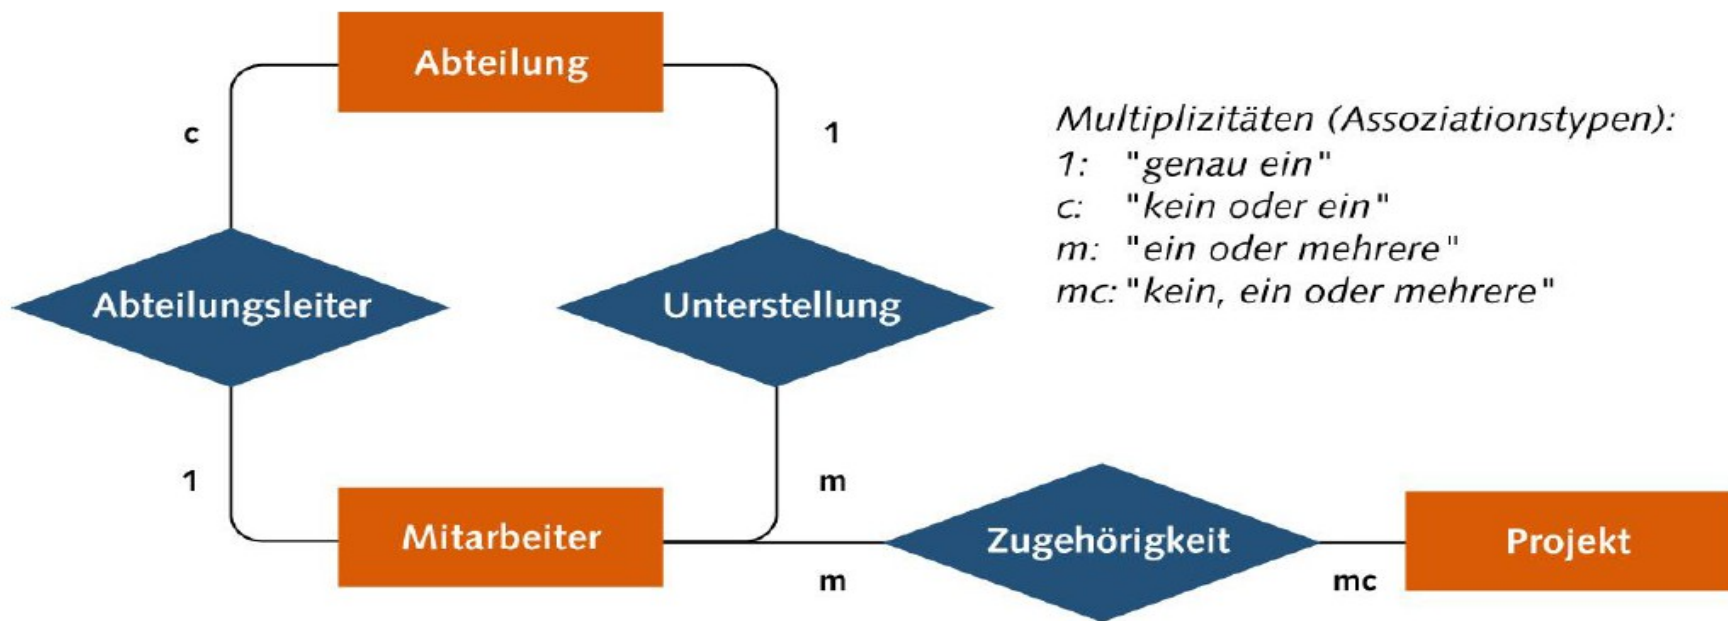 Abteilung
c
1
Multiplizitäten (Assoziationstypen):
1: "genau ein"
c: "kein oder ein"
m: "ein oder mehrere"
mc: "kein, ein oder mehrere"
Abteilungsleiter
Unterstellung
1
m
Mitarbeiter
Zugehörigkeit
Projekt
m
mc